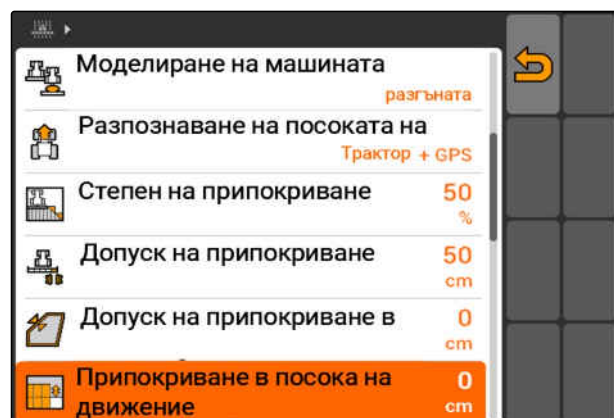 Моделиране на машината
разгъната
Разпознаване на посоката на
Трактор + GPS
Степен на припокриване
50
%
Допуск на припокриване
50
cm
Допуск на припокриване в
0
cm
Припокриване в посока на
движение
0
cm